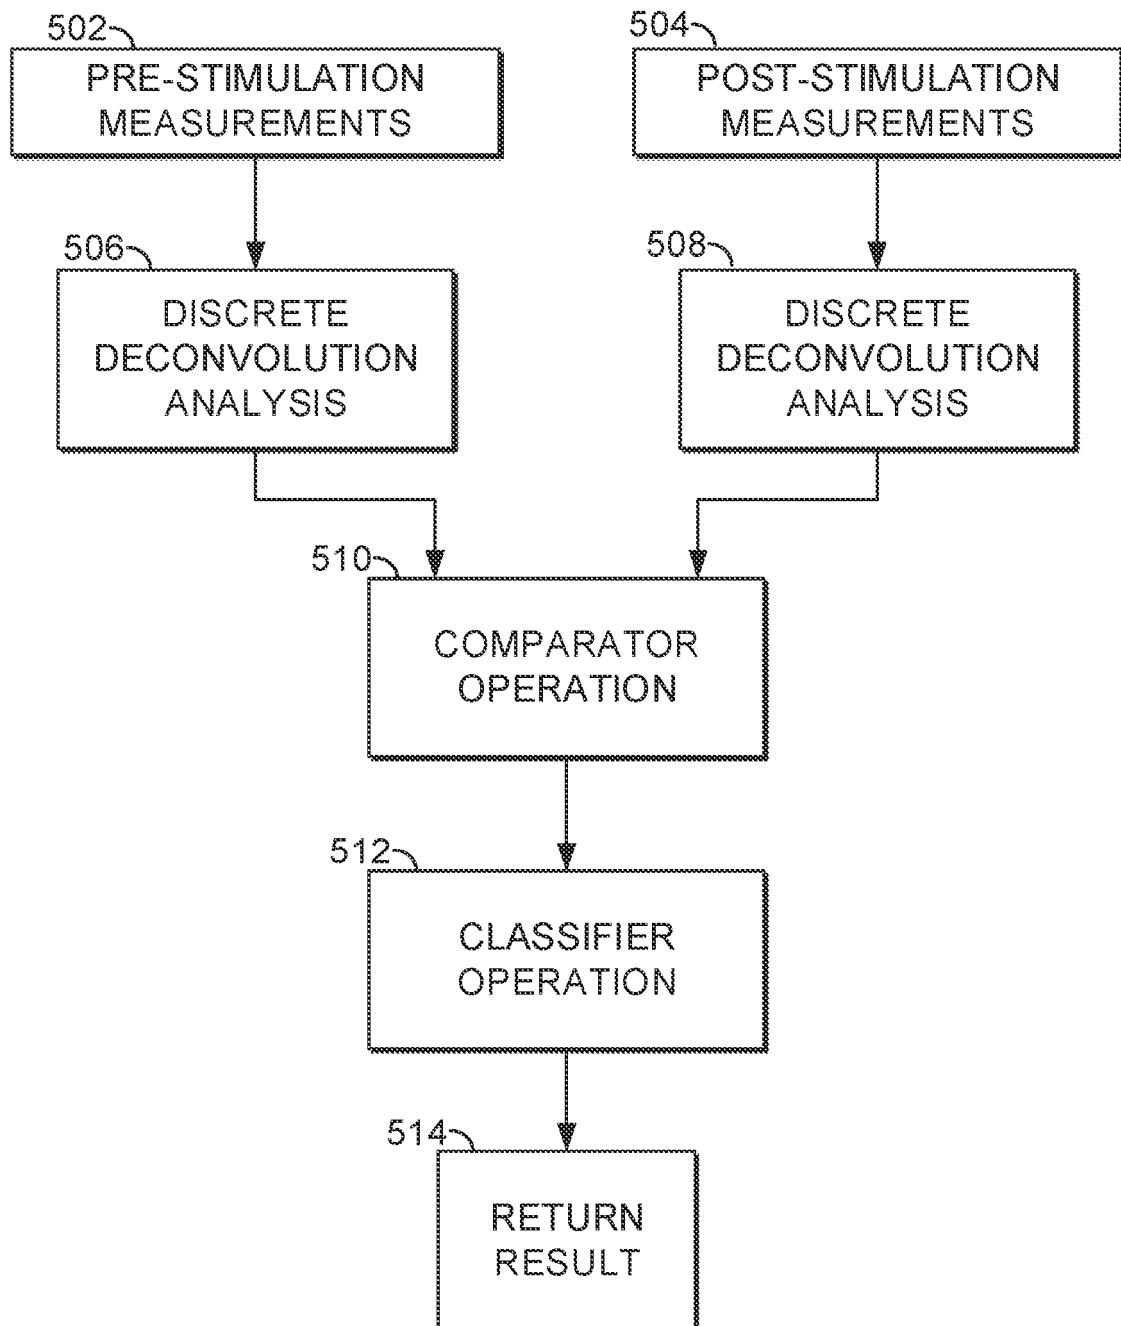 502
PRE-STIMULATION
MEASUREMENTS
504
POST-STIMULATION
MEASUREMENTS
506
DISCRETE
DECONVOLUTION
ANALYSIS
508
DISCRETE
DECONVOLUTION
ANALYSIS
510
COMPARATOR
OPERATION
512
CLASSIFIER
OPERATION
514
RETURN
RESULT